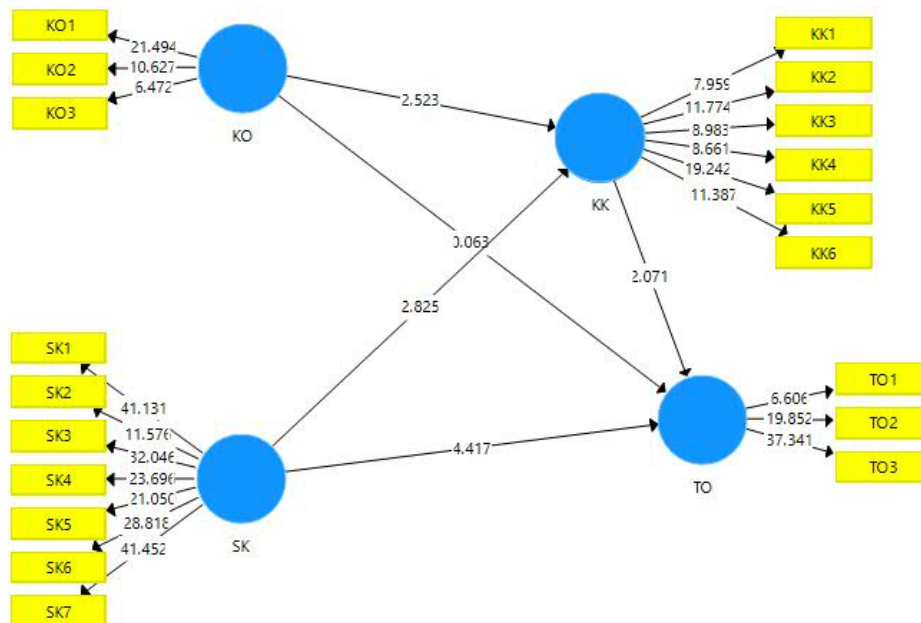 KO1
KO2
KO3
21.494
10.627
6.472
KO
2.523
KK1
KK2
KK3
KK4
KK5
KK6
7.959
11.774
8.983
8.661
19.242
11.387
KK
0.063
2.071
2.825
SK1
SK2
SK3
SK4
SK5
SK6
SK7
41.131
11.576
32.046
23.696
21.050
28.818
41.452
SK
4.417
TO1
TO2
TO3
6.606
19.852
37.341
TO